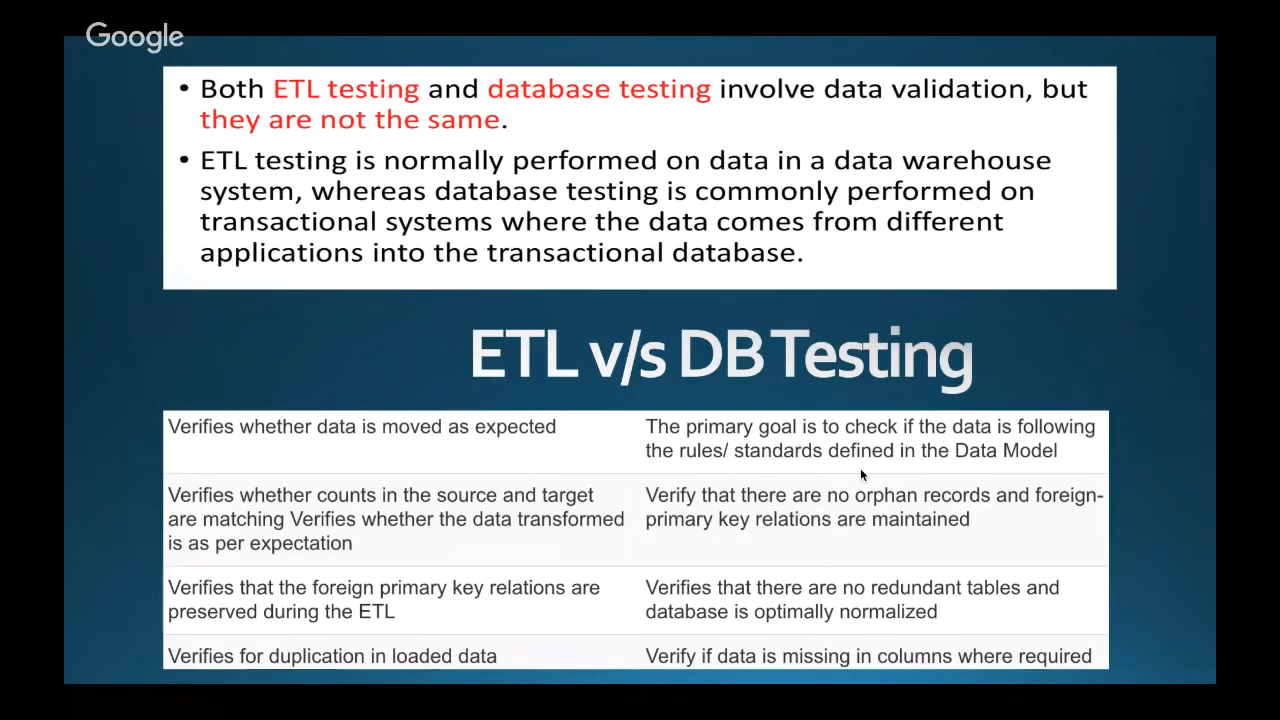 Google
• Both ETL testing and database testing involve data validation, but
they are not the same.
• ETL testing is normally performed on data in a data warehouse
system, whereas database testing is commonly performed on
transactional systems where the data comes from different
applications into the transactional database.
ETL v/s DB Testing
Verifies whether data is moved as expected
The primary goal is to check if the data is following
the rules/ standards defined in the Data Model
Verifies whether counts in the source and target
are matching Verifies whether the data transformed
is as per expectation
Verify that there are no orphan records and foreign-
primary key relations are maintained
Verifies that the foreign primary key relations are
preserved during the ETL
Verifies that there are no redundant tables and
database is optimally normalized
Verifies for duplication in loaded data
Verify if data is missing in columns where required